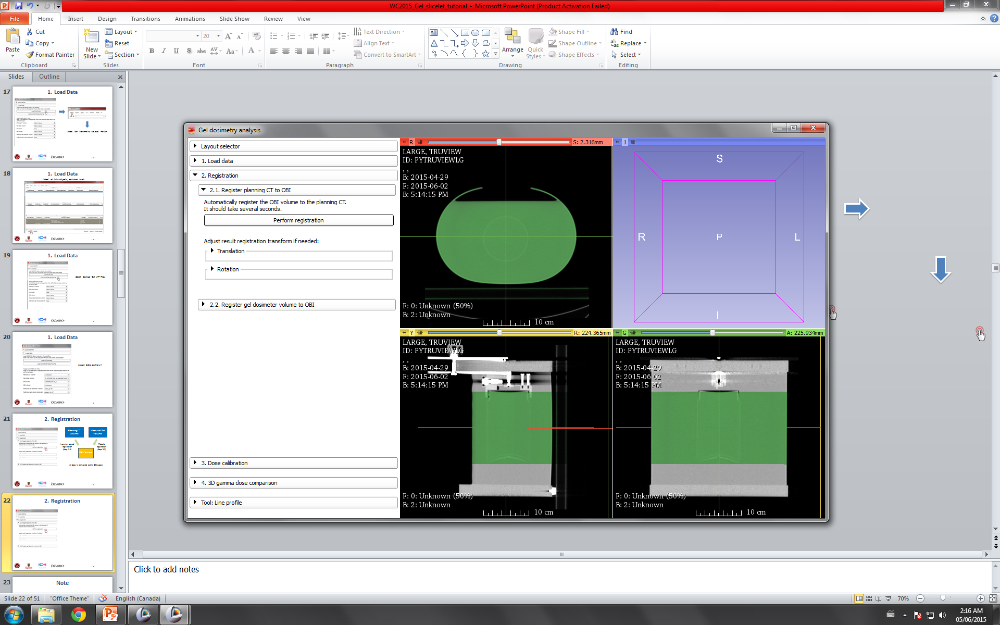 WC2015_Gel_slicelet_tutorial - Microsoft PowerPoint (Product Activation Failed)
File Home Insert Design Transitions Animations Slide Show Review View
Paste
Cut
Copy
Format Painter
Clipboard
New Slide
Layout
Reset
Section
Slides
20
Font
Text Direction
Align Text
Convert to SmartArt
Paragraph
Arrange
Quick Styles
Shape Fill
Shape Outline
Shape Effects
Drawing
Find
Replace
Select
Editing
Slides Outline
17
1. Load Data
18
1. Load Data
19
1. Load Data
20
1. Load Data
21
2. Registration
22
2. Registration
23
Note
Gel dosimetry analysis
Layout selector
1. Load data
2. Registration
2.1. Register planning CT to OBI
Automatically register the OBI volume to the planning CT.
It should take several seconds.
Perform registration
Adjust result registration transform if needed:
Translation
Rotation
2.2. Register gel dosimeter volume to OBI
3. Dose calibration
4. 3D gamma dose comparison
Tool: Line profile
R S: 2.316mm
LARGE, TRUVIEW
ID: PYTRUVIEWLG
, ,
B: 2015-04-29
F: 2015-06-02
B: 5:14:15 PM
F: 0: Unknown (50%)
B: 2: Unknown
10 cm
1
S
R P L
I
Y R: 224.365mm
LARGE, TRUVIEW
ID: PYTRUVIEWLG
, ,
B: 2015-04-29
F: 2015-06-02
B: 5:14:15 PM
F: 0: Unknown (50%)
B: 2: Unknown
10 cm
G A: 225.934mm
LARGE, TRUVIEW
ID: PYTRUVIEWLG
, ,
B: 2015-04-29
F: 2015-06-02
B: 5:14:15 PM
F: 0: Unknown (50%)
B: 2: Unknown
10 cm
Click to add notes
Slide 22 of 51 "Office Theme" English (Canada) 70%
2:16 AM
05/06/2015